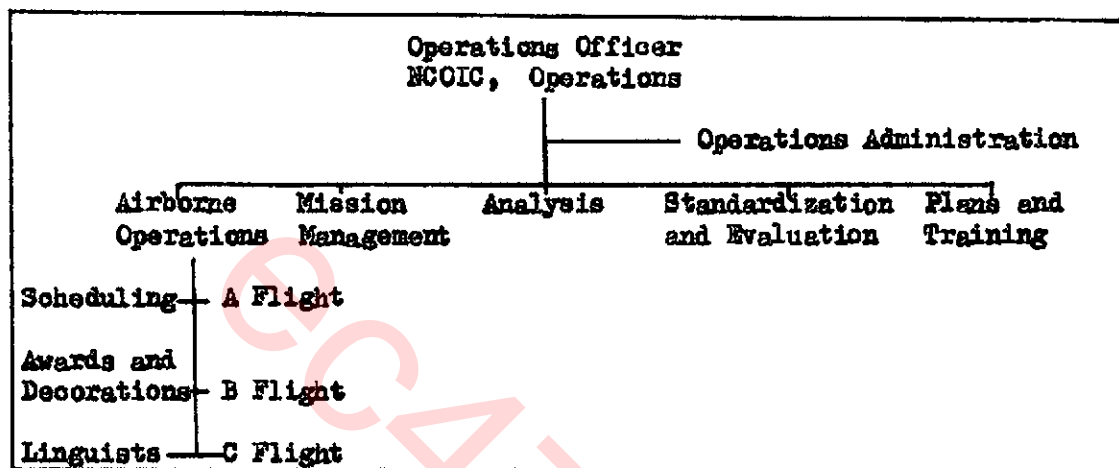 Operations Officer
NCOIC, Operations
Operations Administration
Airborne Operations
Mission Management
Analysis
Standardization and Evaluation
Plans and Training
Scheduling
A Flight
Awards and Decorations
B Flight
Linguists
C Flight
ec4